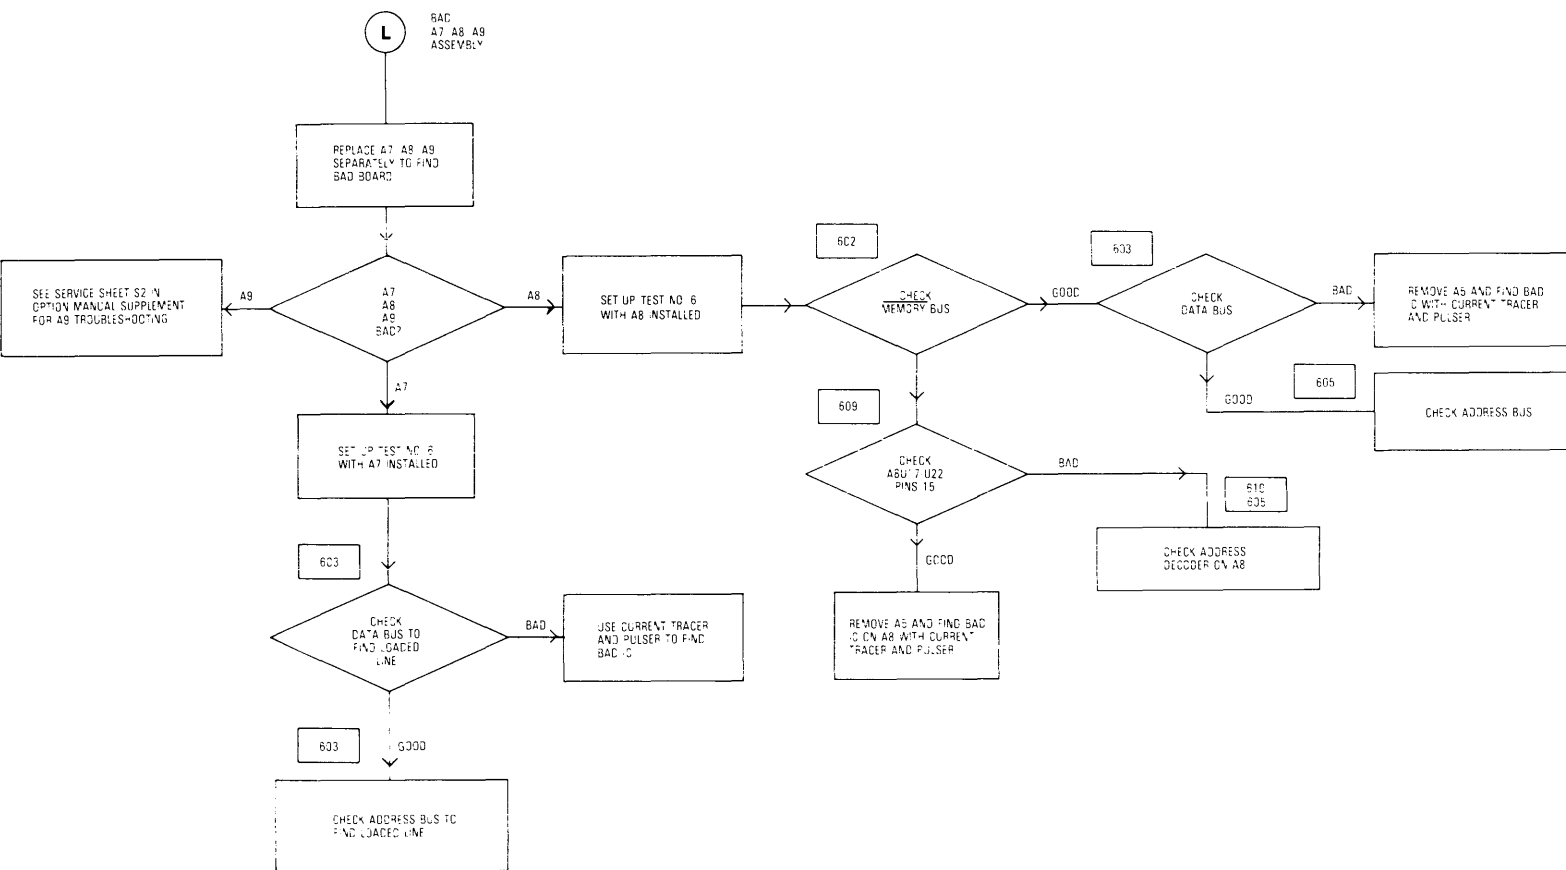 L
BAD
A7 A8 A9
ASSEMBLY
REPLACE A7 A8 A9
SEPARATELY TO FIND
BAD BOARD
A7
A8
A9
BAD?
A9
SEE SERVICE SHEET S2 IN
OPTION MANUAL SUPPLEMENT
FOR A9 TROUBLESHOOTING
A8
SET UP TEST NO. 6
WITH A8 INSTALLED
602
CHECK
MEMORY BUS
GOOD
603
CHECK
DATA BUS
BAD
REMOVE A5 AND FIND BAD
IC WITH CURRENT TRACER
AND PULSER
GOOD
605
CHECK ADDRESS BUS
609
CHECK
A8U17 U22
PINS 15
BAD
610
605
CHECK ADDRESS
DECODER ON A8
GOOD
REMOVE A5 AND FIND BAD
IC ON A8 WITH CURRENT
TRACER AND PULSER
A7
SET UP TEST NO. 6
WITH A7 INSTALLED
603
CHECK
DATA BUS TO
FIND LOADED
LINE
BAD
USE CURRENT TRACER
AND PULSER TO FIND
BAD IC
603
GOOD
CHECK ADDRESS BUS TO
FIND LOADED LINE